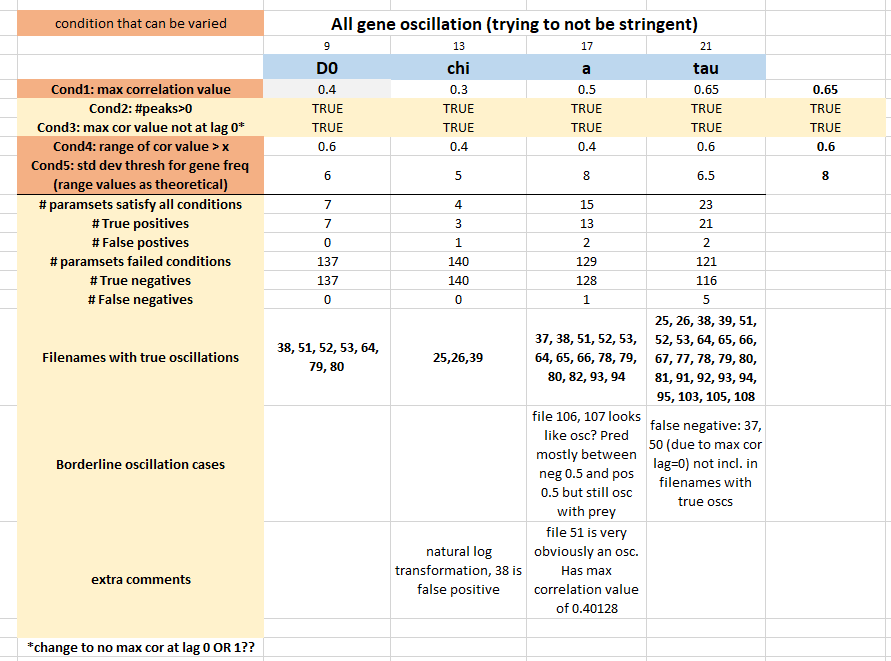 condition that can be varied All gene oscillation (trying to not be stringent)
9 13 17 21
D0 chi a tau
Cond1: max correlation value 0.4 0.3 0.5 0.65 0.65
Cond2: #peaks>0 TRUE TRUE TRUE TRUE TRUE
Cond3: max cor value not at lag 0* TRUE TRUE TRUE TRUE TRUE
Cond4: range of cor value > x 0.6 0.4 0.4 0.6 0.6
Cond5: std dev thresh for gene freq
(range values as theoretical) 6 5 8 6.5 8
# paramsets satisfy all conditions 7 4 15 23
# True positives 7 3 13 21
# False postives 0 1 2 2
# paramsets failed conditions 137 140 129 121
# True negatives 137 140 128 116
# False negatives 0 0 1 5
Filenames with true oscillations
38, 51, 52, 53, 64,
79, 80
25,26,39
37, 38, 51, 52, 53,
64, 65, 66, 78, 79,
80, 82, 93, 94
25, 26, 38, 39, 51,
52, 53, 64, 65, 66,
67, 77, 78, 79, 80,
81, 91, 92, 93, 94,
95, 103, 105, 108
Borderline oscillation cases
file 106, 107 looks
like osc? Pred
mostly between
neg 0.5 and pos
0.5 but still osc
with prey
false negative: 37,
50 (due to max cor
lag=0) not incl. in
filenames with
true oscs
extra comments
natural log
transformation, 38 is
false positive
file 51 is very
obviously an osc.
Has max
correlation value
of 0.40128
*change to no max cor at lag 0 OR 1??